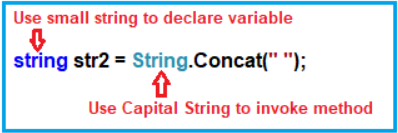 Use small string to declare variable
string str2 = String.Concat(" ");
Use Capital String to invoke method